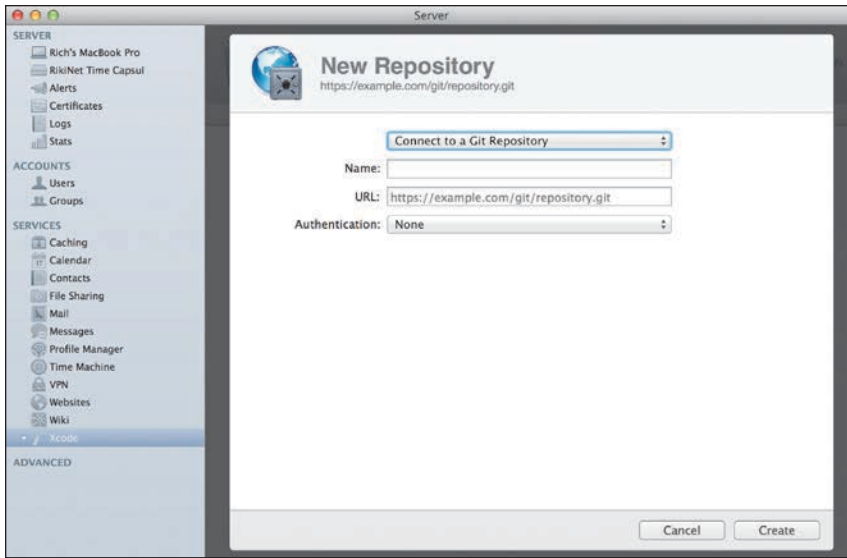 Server
SERVER
Rich's MacBook Pro
RikiNet Time Capsul
Alerts
Certificates
Logs
Stats
ACCOUNTS
Users
Groups
SERVICES
Caching
Calendar
Contacts
File Sharing
Mail
Messages
Profile Manager
Time Machine
VPN
Websites
Wiki
Xcode
ADVANCED
New Repository
https://example.com/git/repository.git
Connect to a Git Repository
Name:
URL: https://example.com/git/repository.git
Authentication: None
Cancel Create